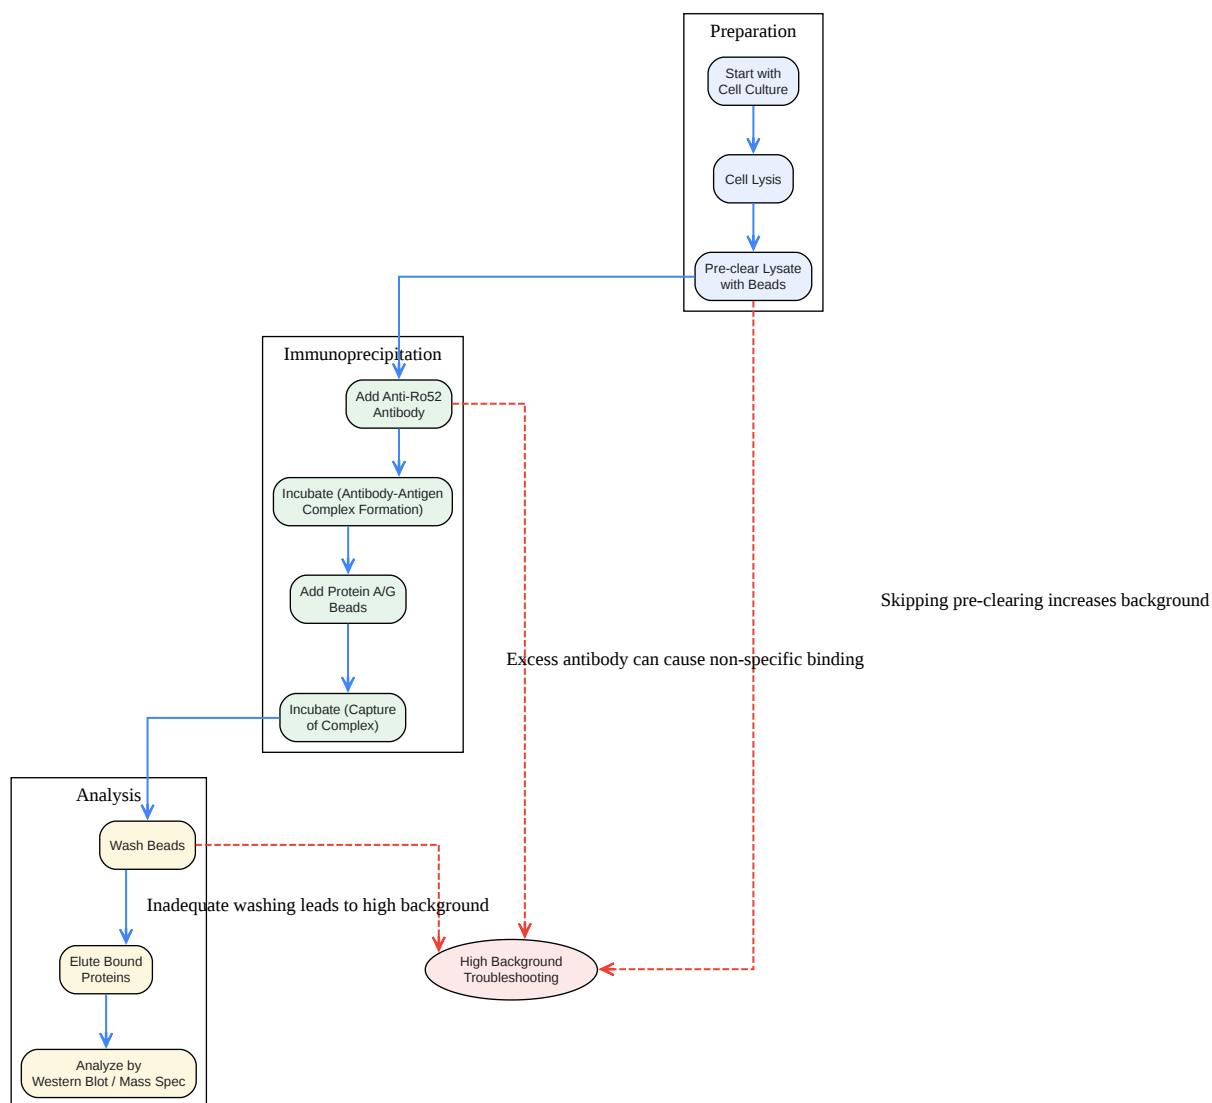 Preparation
Start with
Cell Culture
Cell Lysis
Pre-clear Lysate
with Beads
Immunoprecipitation
Add Anti-Ro52
Antibody
Incubate (Antibody-Antigen
Complex Formation)
Add Protein A/G
Beads
Skipping pre-clearing increases background
Excess antibody can cause non-specific binding
Incubate (Capture
of Complex)
Analysis
Wash Beads
Inadequate washing leads to high background
Elute Bound
Proteins
High Background
Troubleshooting
Analyze by
Western Blot / Mass Spec